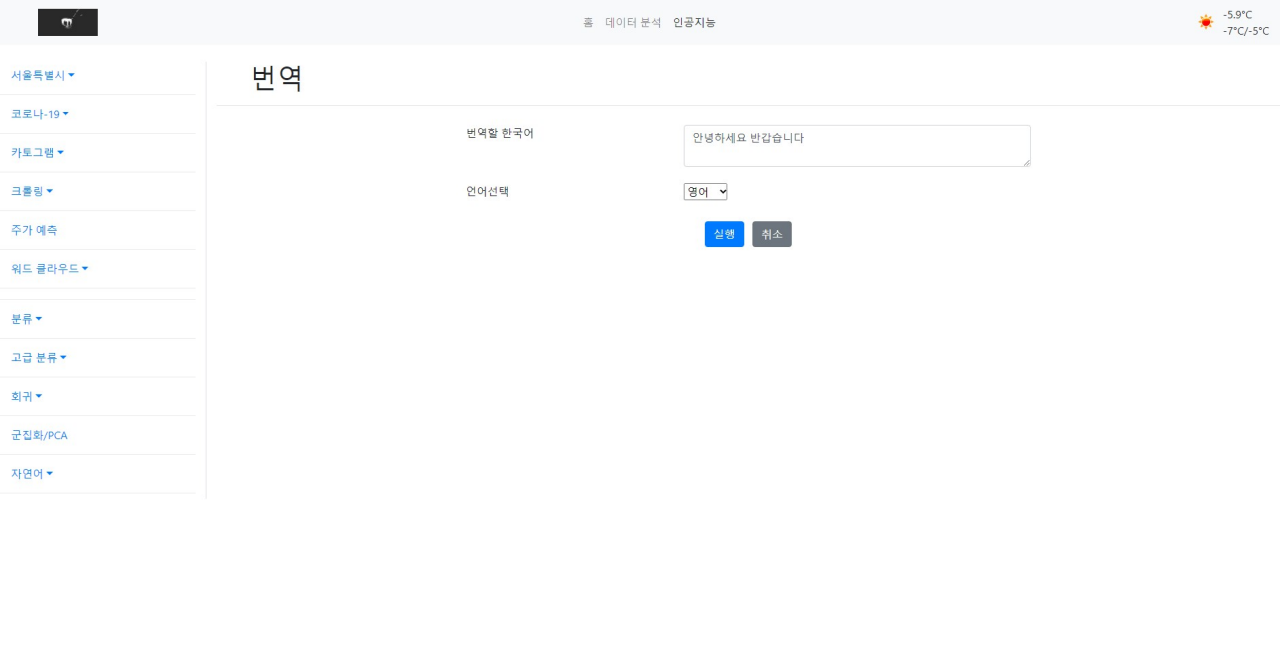 홈 데이터 분석 인공지능
-5.9°C
-7°C/-5°C
서울특별시
코로나-19
카토그램
크롤링
주가 예측
워드 클라우드
분류
고급 분류
회귀
군집화/PCA
자연어
번역
번역할 한국어
안녕하세요 반갑습니다
언어선택
영어
실행 취소